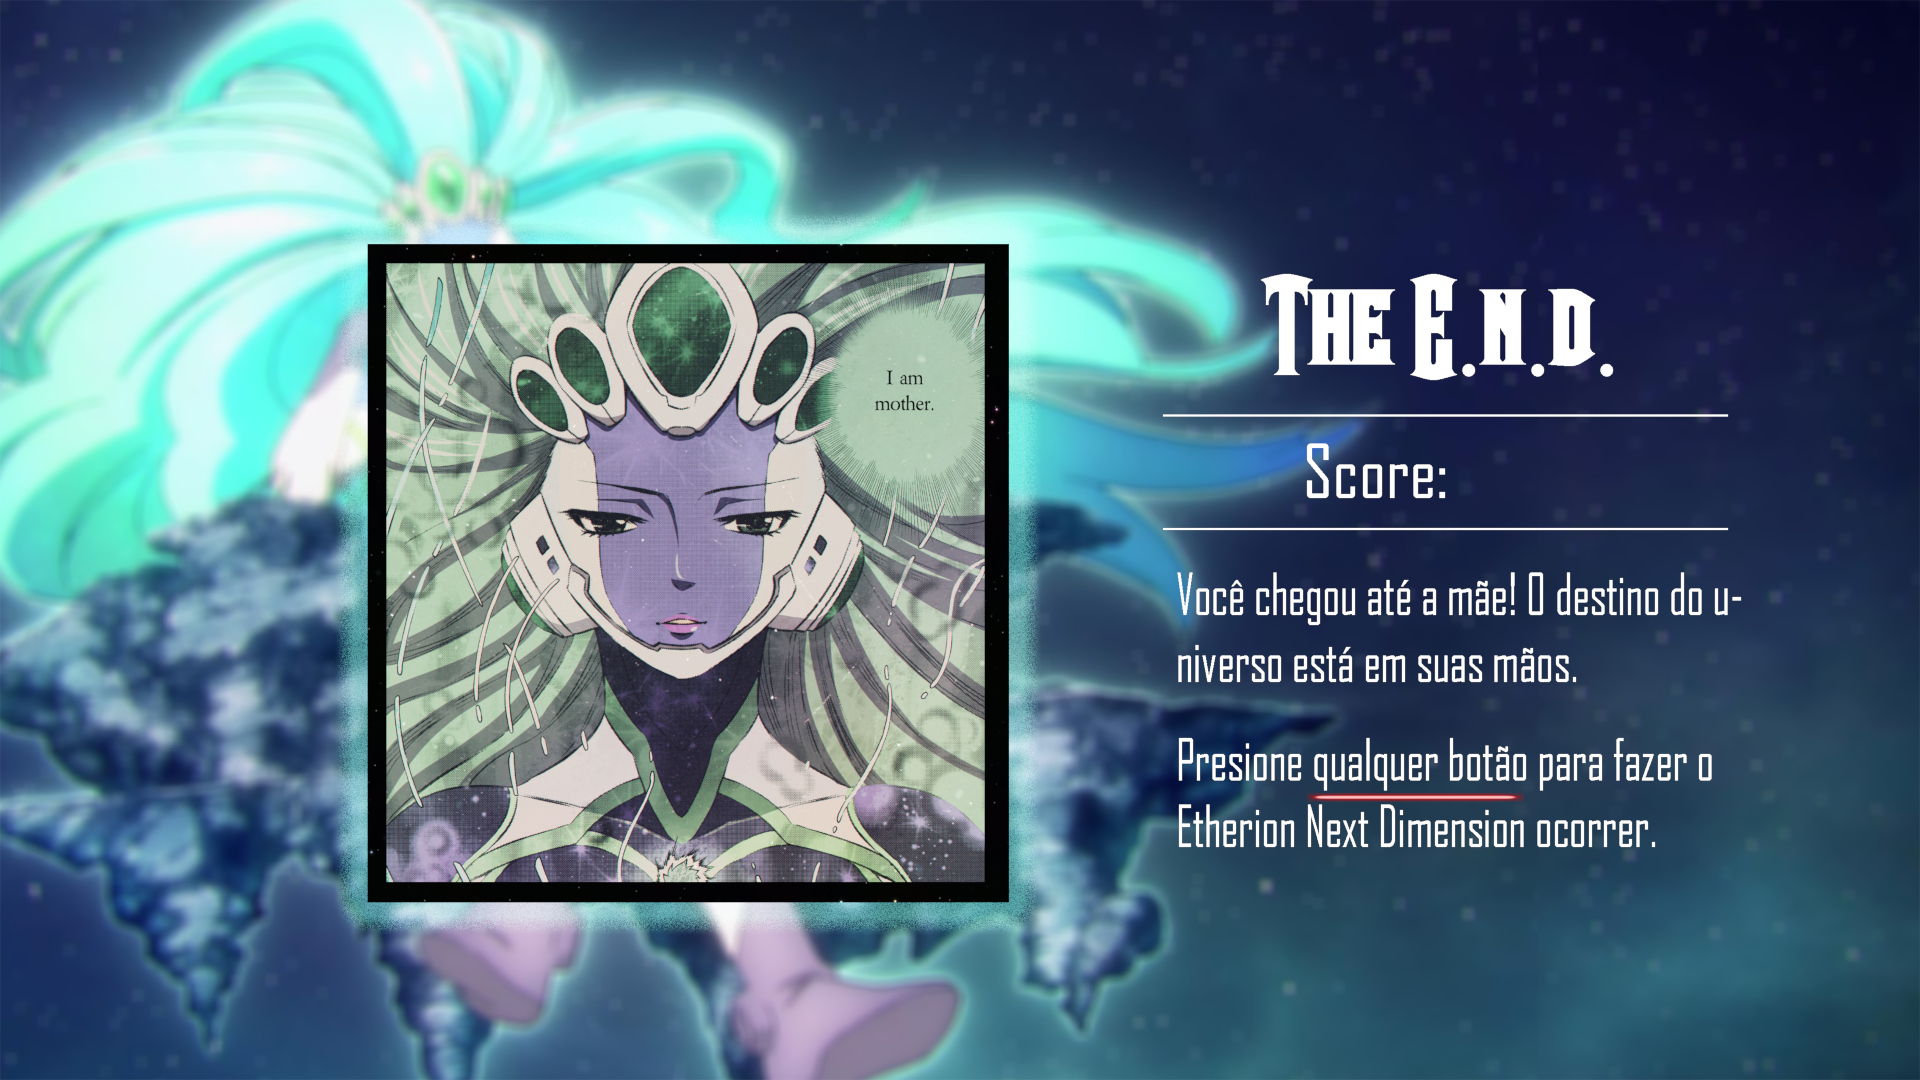 I am
mother.
The E.N.D.
Score:
Você chegou até a mãe! O destino do u-
niverso está em suas mãos.
Presione qualquer botão para fazer o
Etherion Next Dimension ocorrer.